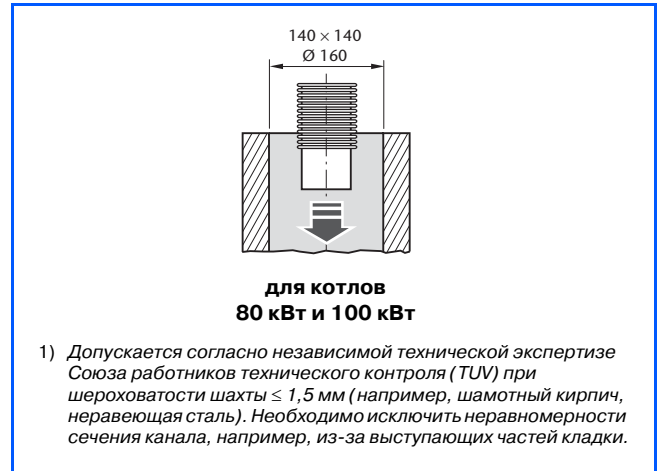 140 × 140
Ø 160
для котлов
80 кВт и 100 кВт
1) Допускается согласно независимой технической экспертизе
Союза работников технического контроля (TUV) при
шероховатости шахты ≤ 1,5 мм (например, шамотный кирпич,
неравеющая сталь). Необходимо исключить неравномерности
сечения канала, например, из-за выступающих частей кладки.